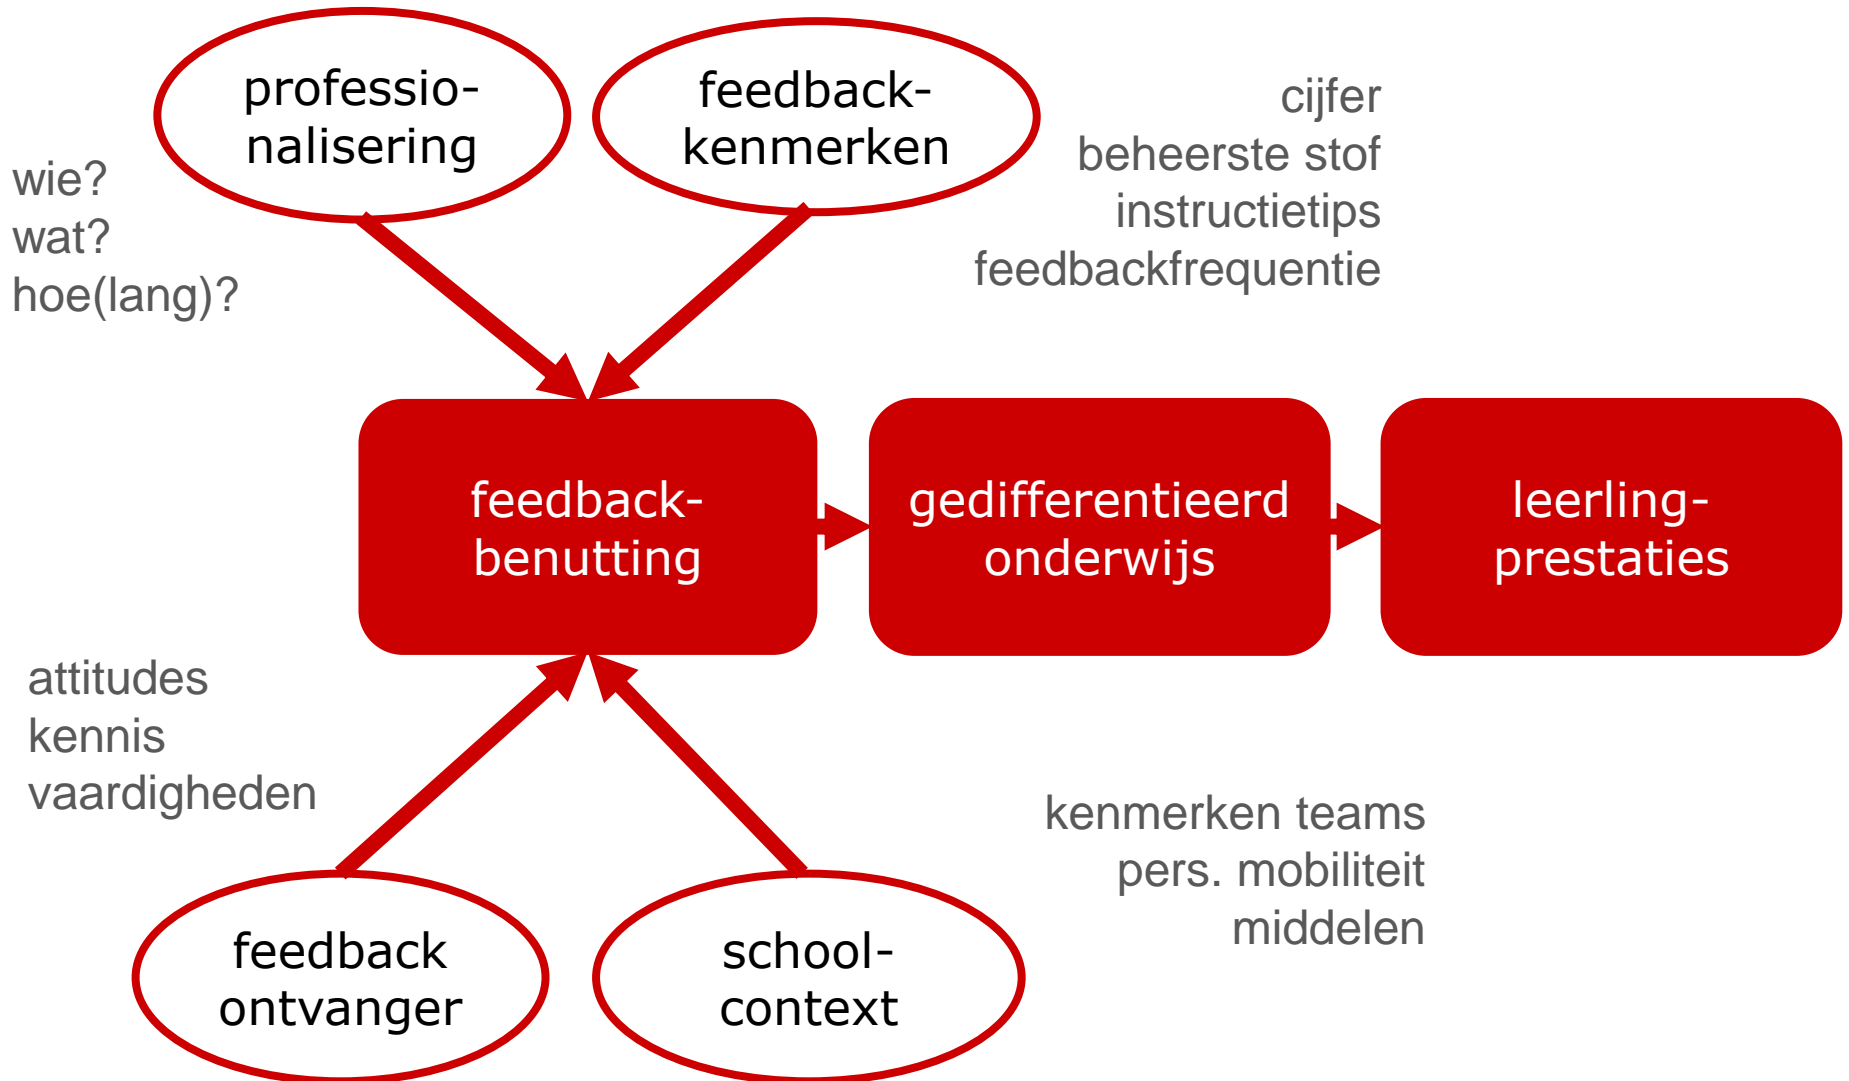 professio-
nalisering
feedback-
kenmerken
wie?
wat?
hoe(lang)?
cijfer
beheerste stof
instructietips
feedbackfrequentie
feedback-
benutting
gedifferentieerd
onderwijs
leerling-
prestaties
attitudes
kennis
vaardigheden
kenmerken teams
pers. mobiliteit
middelen
feedback
ontvanger
school-
context